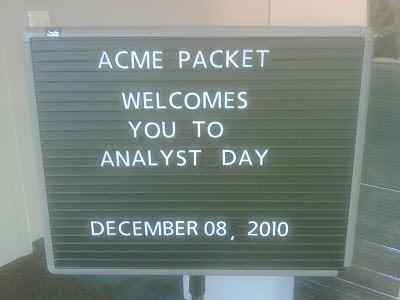 ACME PACKET
WELCOMES
YOU TO
ANALYST DAY
DECEMBER 08, 2010